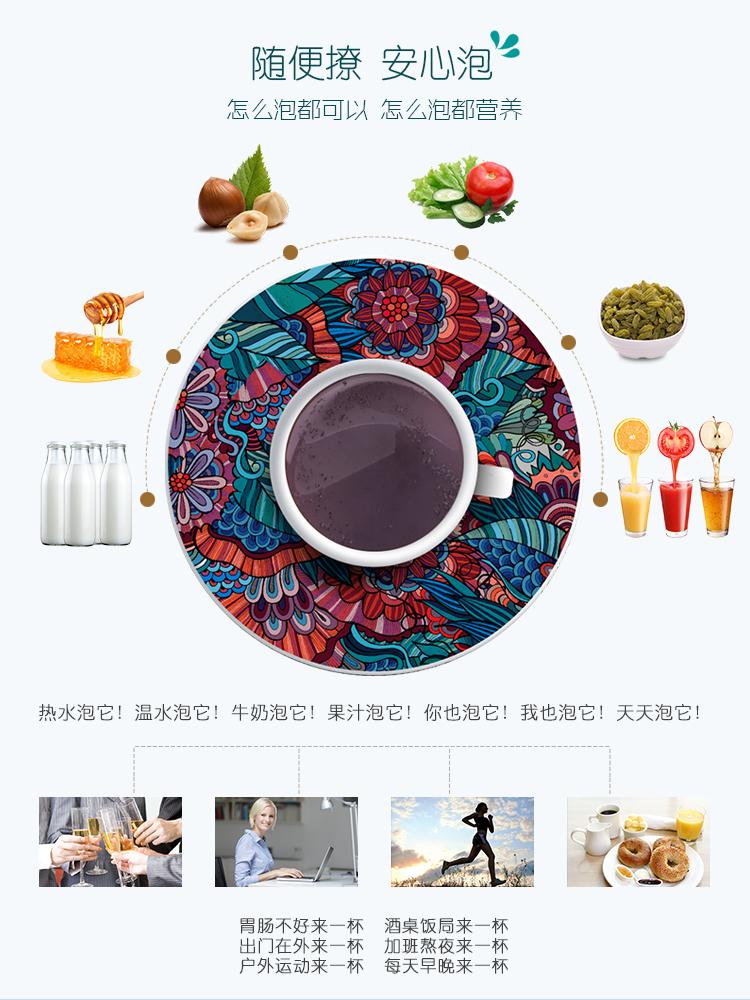 随便撩 安心泡
怎么泡都可以 怎么泡都营养
热水泡它！温水泡它！牛奶泡它！果汁泡它！你也泡它！我也泡它！天天泡它！
胃肠不好来一杯 酒桌饭局来一杯
出门在外来一杯 加班熬夜来一杯
户外运动来一杯 每天早晚来一杯